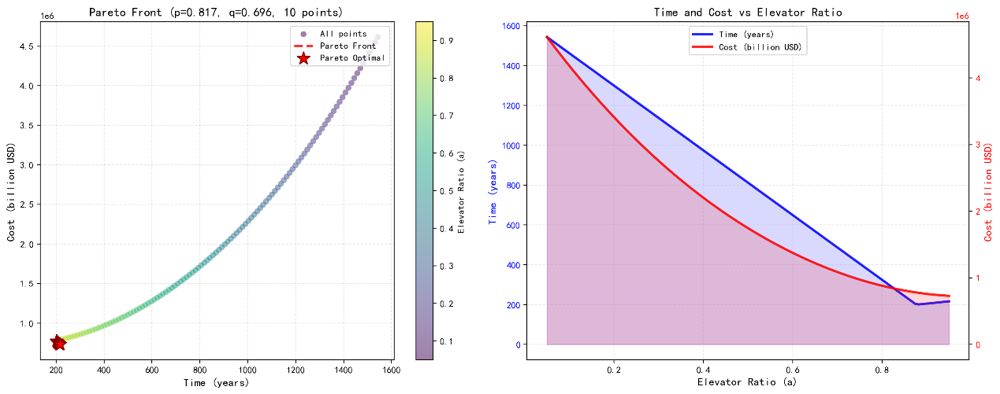 Pareto Front (p=0.817, q=0.696, 10 points)
1e6
All points
Pareto Front
Pareto Optimal
4.5
4.0
3.5
3.0
2.5
2.0
1.5
1.0
Cost (billion USD)
200
400
600
800
1000
1200
1400
1600
Time (years)
0.9
0.8
0.7
0.6
0.5
0.4
0.3
0.2
0.1
Elevator Ratio (a)
Time and Cost vs Elevator Ratio
1e6
Time (years)
Cost (billion USD)
1600
1400
1200
1000
800
600
400
200
0
Time (years)
0.2
0.4
0.6
0.8
Elevator Ratio (a)
4
3
2
1
0
Cost (billion USD)